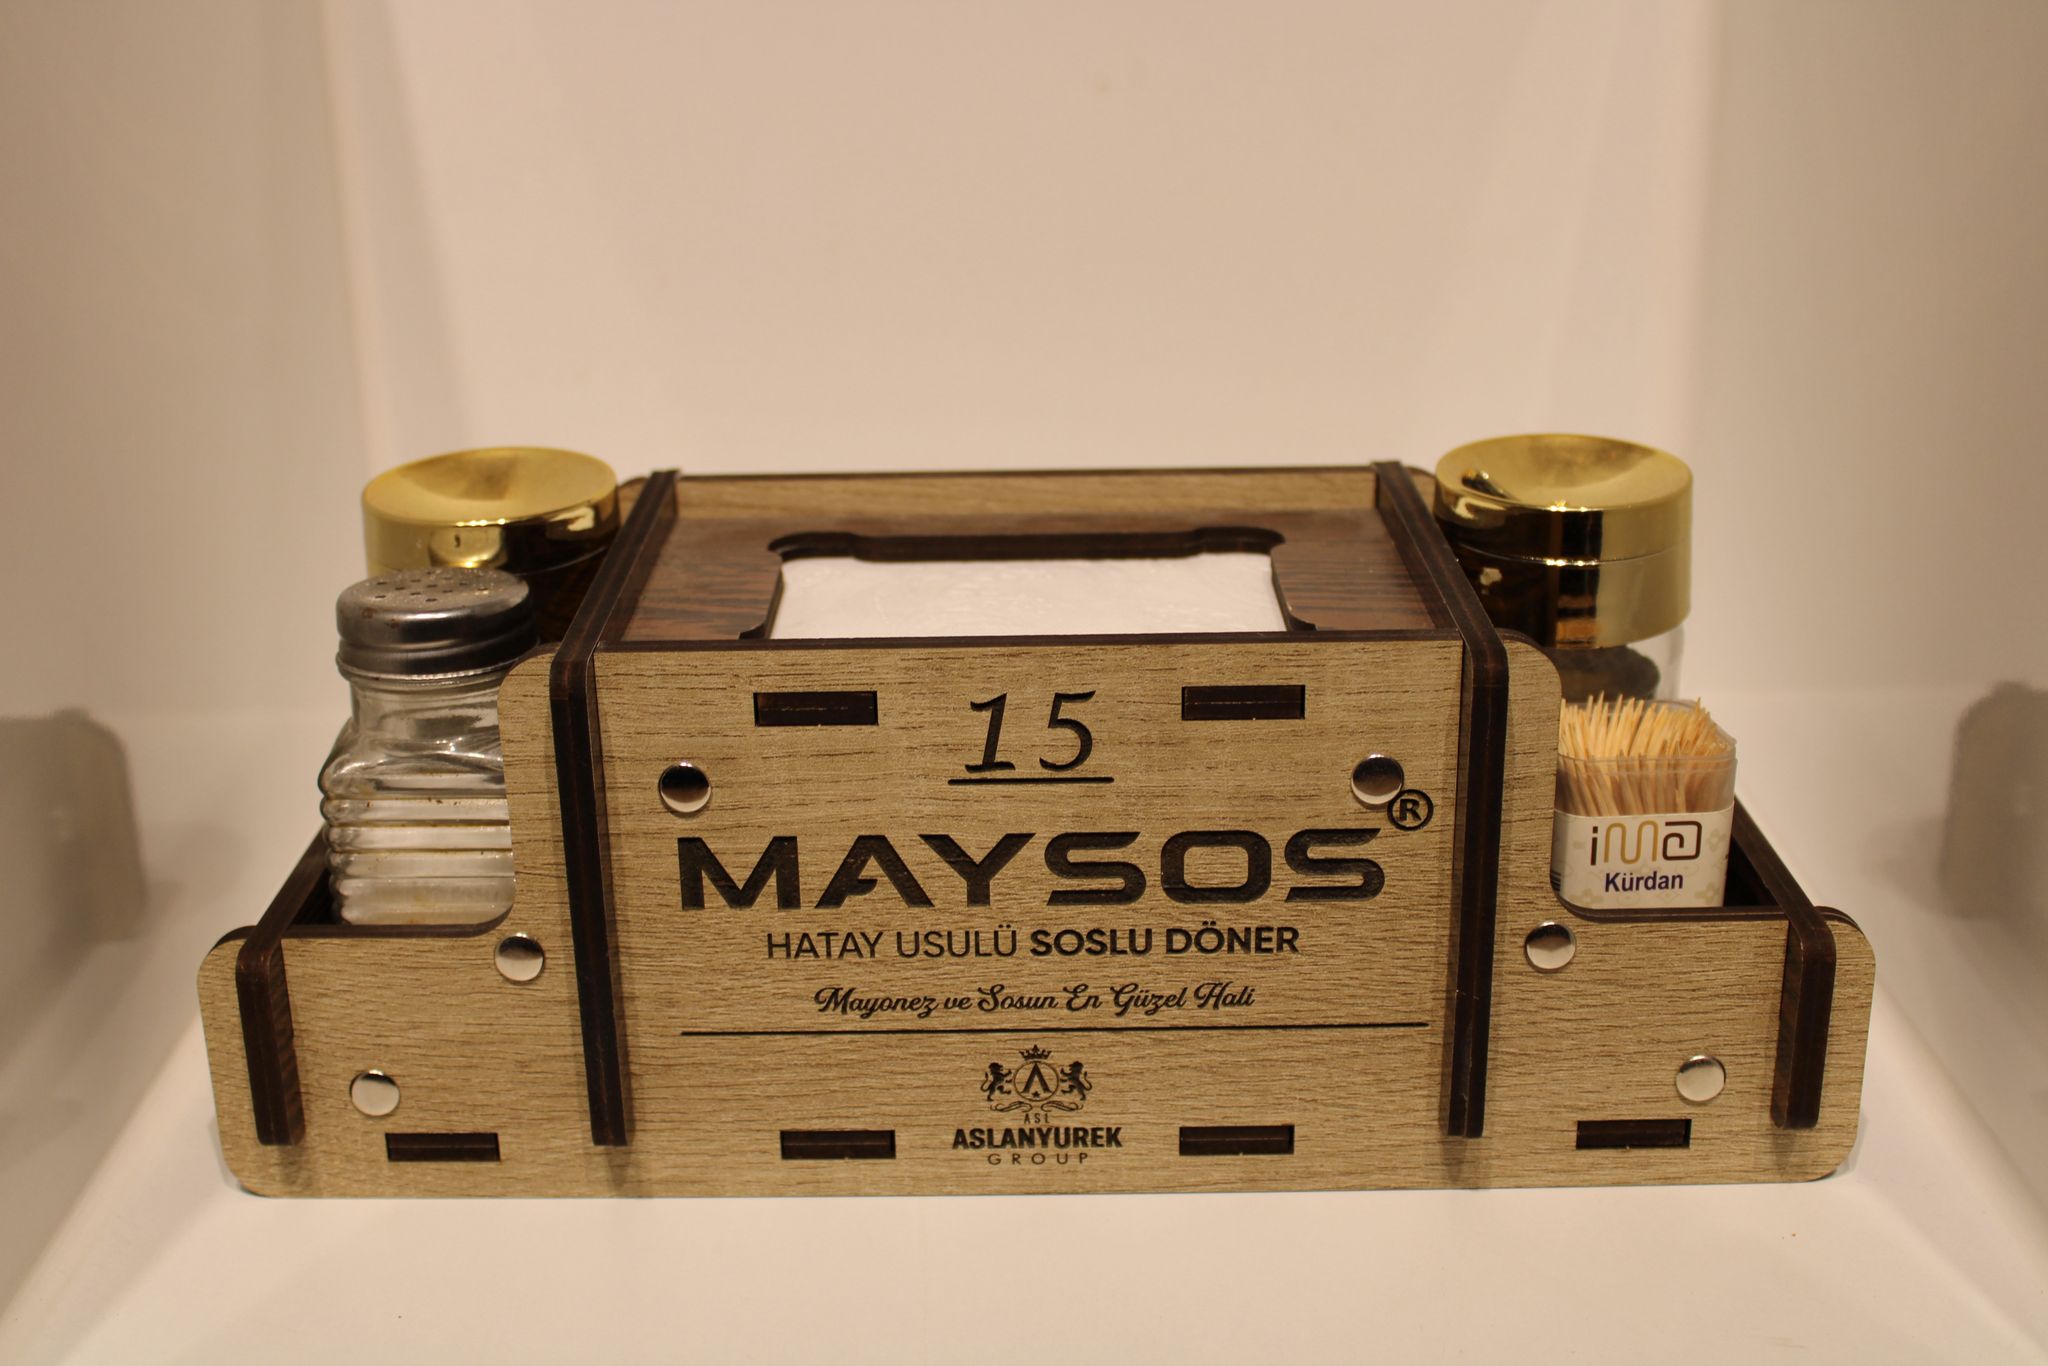 15
MAYSOS®
HATAY USULÜ SOSLU DÖNER
Mayonez ve Sosun En Güzel Hali
A
ASL
ASLANYUREK
GROUP
ima
Kürdan